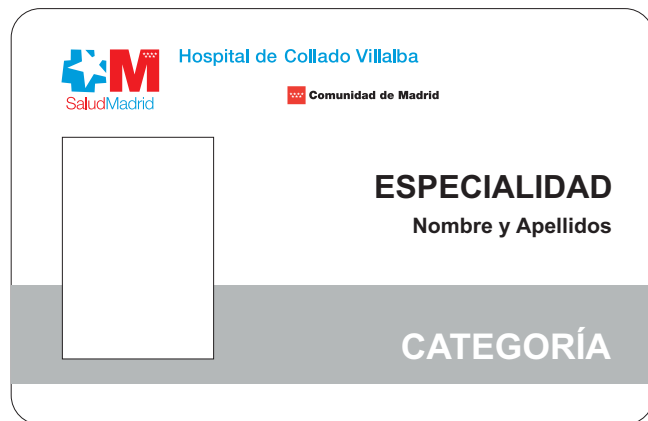 Hospital de Collado Villalba
SaludMadrid
Comunidad de Madrid
ESPECIALIDAD
Nombre y Apellidos
CATEGORÍA